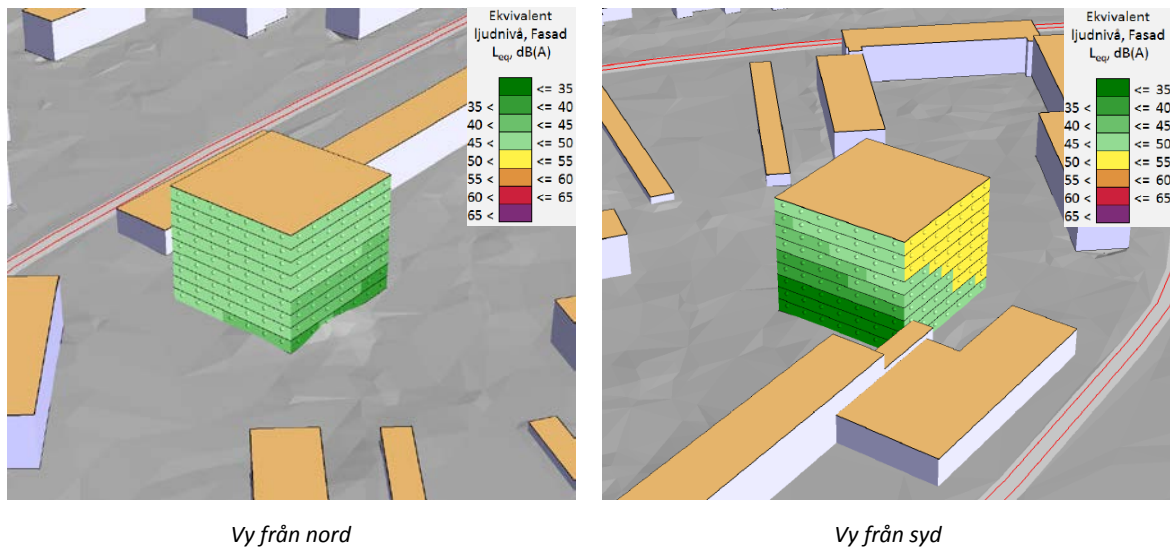 Ekvivalent
ljudnivå, Fasad
Leq, dB(A)
<= 35
35 < <= 40
40 < <= 45
45 < <= 50
50 < <= 55
55 < <= 60
60 < <= 65
65 <
Ekvivalent
ljudnivå, Fasad
Leq, dB(A)
<= 35
35 < <= 40
40 < <= 45
45 < <= 50
50 < <= 55
55 < <= 60
60 < <= 65
65 <
Vy från nord
Vy från syd